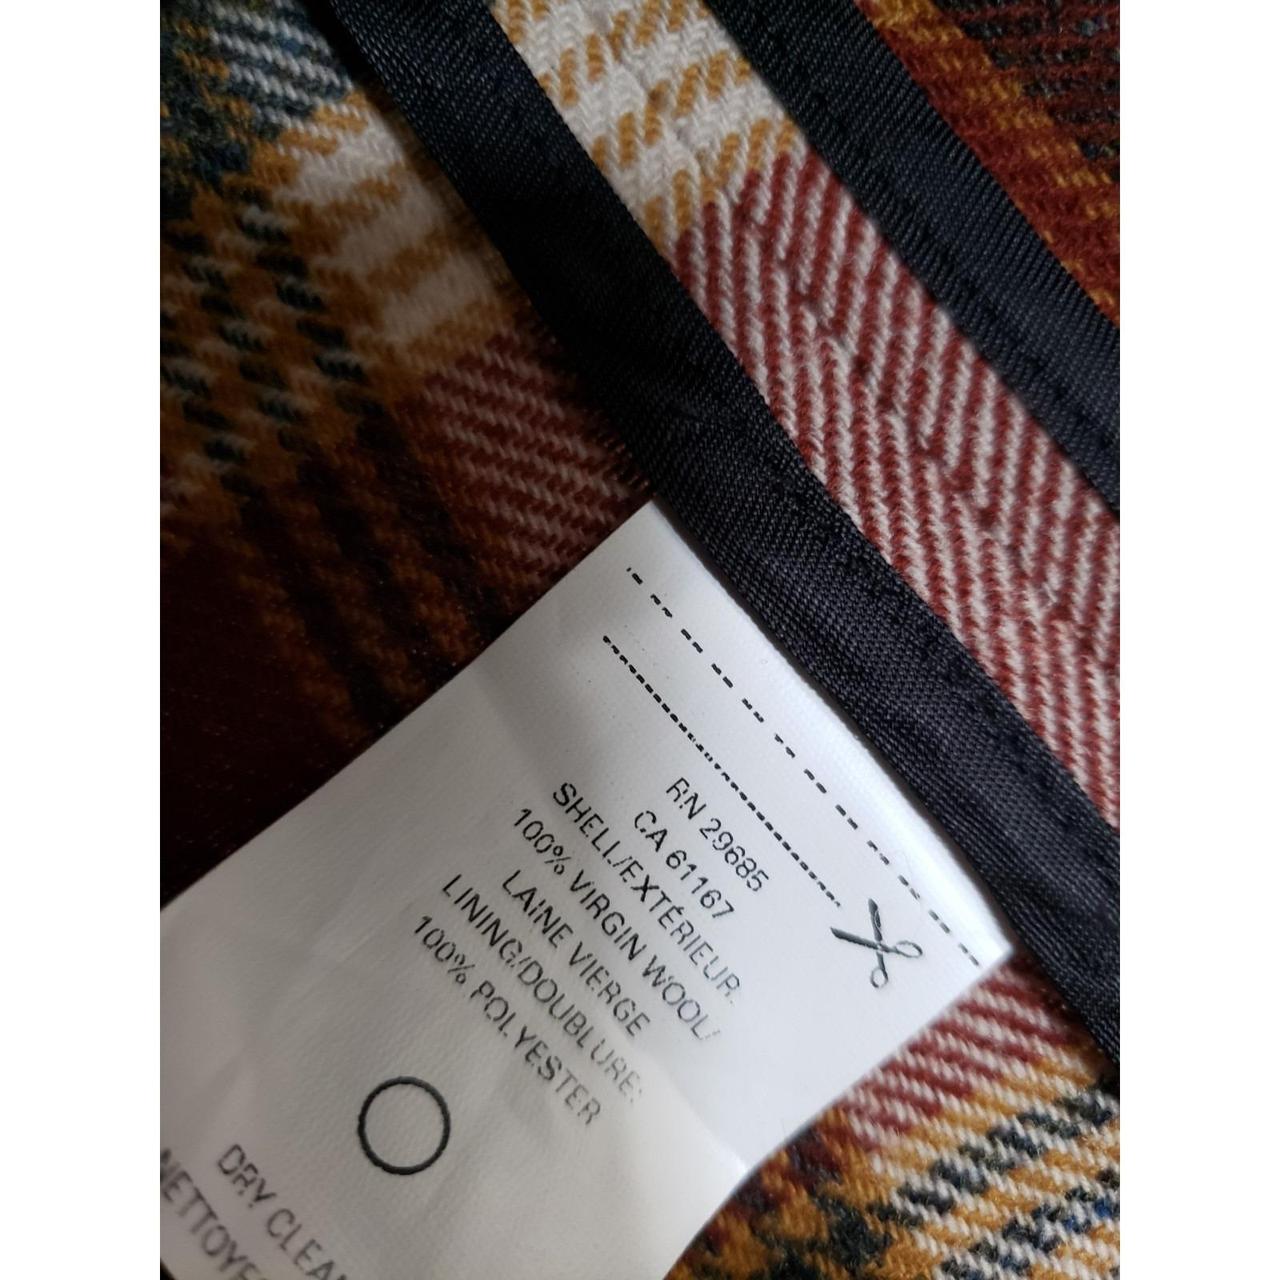 RN 29685
CA 61167
SHELL/EXTÉRIEUR:
100% VIRGIN WOOL/
LAINE VIERGE
LINING/DOUBLURE:
100% POLYESTER
DRY CLEAN